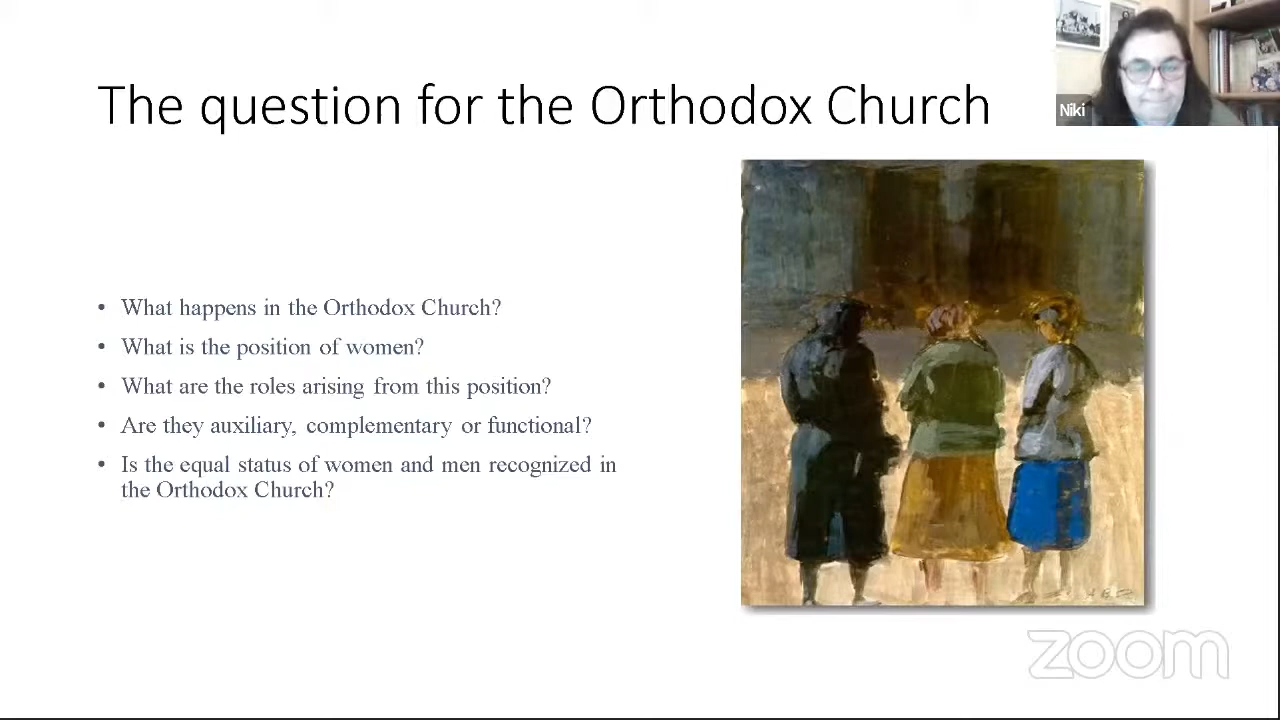 The question for the Orthodox Church
Niki
• What happens in the Orthodox Church?
• What is the position of women?
• What are the roles arising from this position?
• Are they auxiliary, complementary or functional?
• Is the equal status of women and men recognized in
the Orthodox Church?
zoom